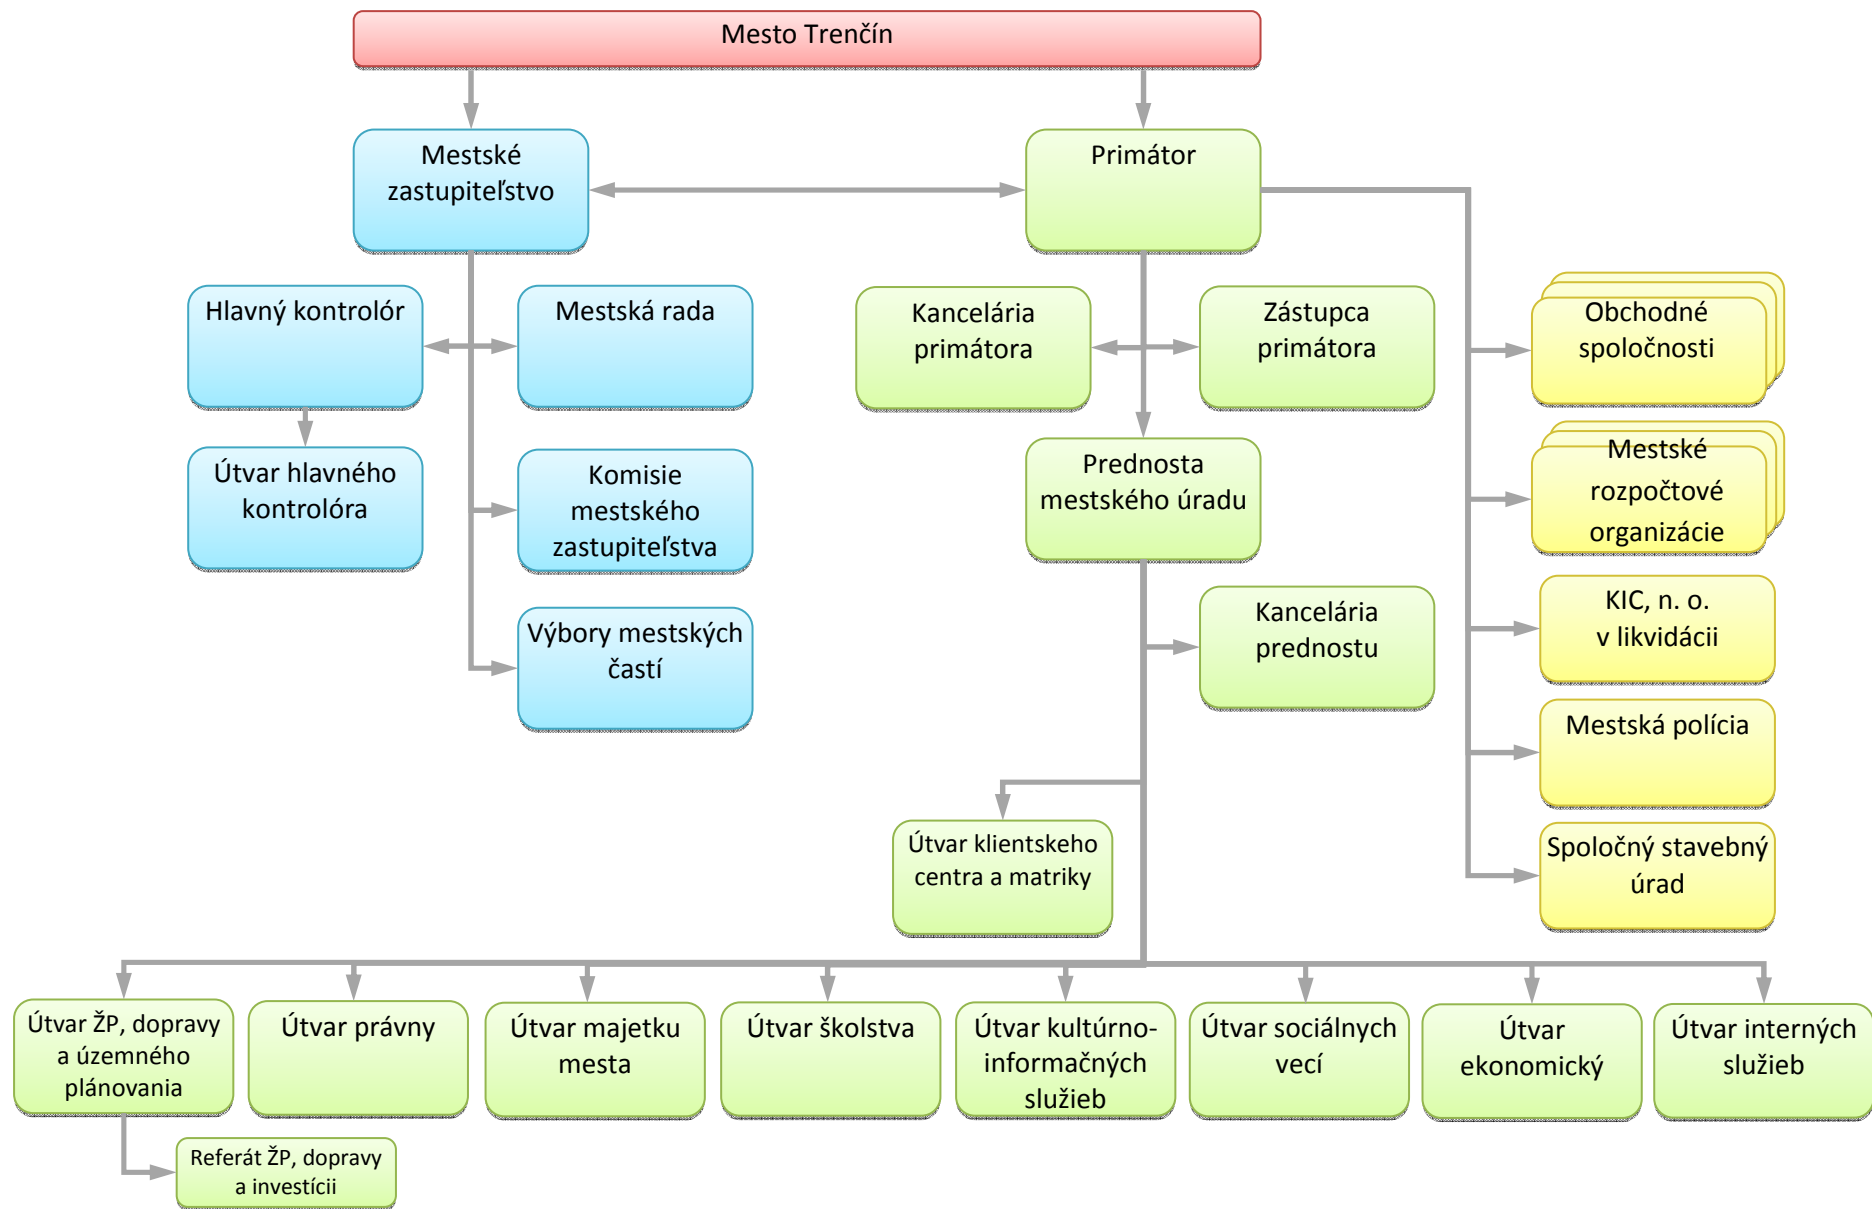 Mesto Trenčín
Mestské
zastupiteľstvo
Primátor
Hlavný kontrolór
Mestská rada
Kancelária
primátora
Zástupca
primátora
Obchodné
spoločnosti
Útvar hlavného
kontrolóra
Komisie
mestského
zastupiteľstva
Prednosta
mestského úradu
Mestské
rozpočtové
organizácie
Výbory mestských
častí
Kancelária
prednostu
KIC, n. o.
v likvidácii
Mestská polícia
Útvar klientskeho
centra a matriky
Spoločný stavebný
úrad
Útvar ŽP, dopravy
a územného
plánovania
Útvar právny
Útvar majetku
mesta
Útvar školstva
Útvar kultúrno-
informačných
služieb
Útvar sociálnych
vecí
Útvar
ekonomický
Útvar interných
služieb
Referát ŽP, dopravy
a investícii